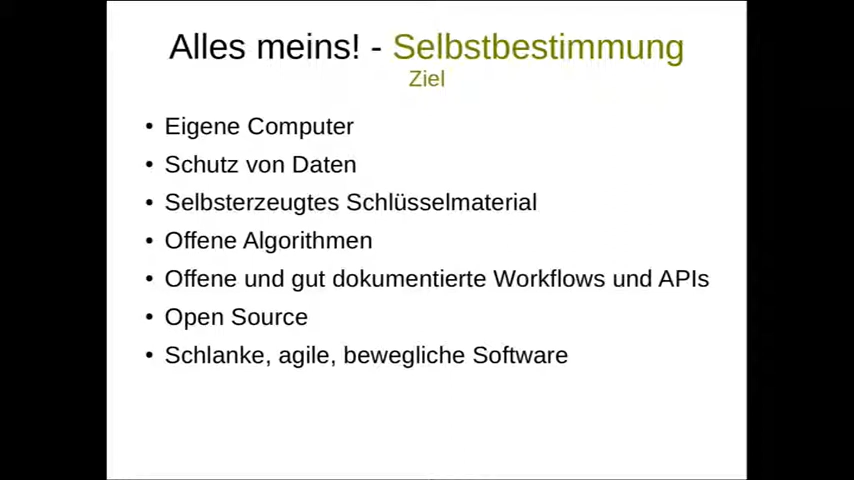 Alles meins! - Selbstbestimmung
Ziel
• Eigene Computer
• Schutz von Daten
• Selbsterzeugtes Schlüsselmaterial
• Offene Algorithmen
• Offene und gut dokumentierte Workflows und APIs
• Open Source
• Schlanke, agile, bewegliche Software